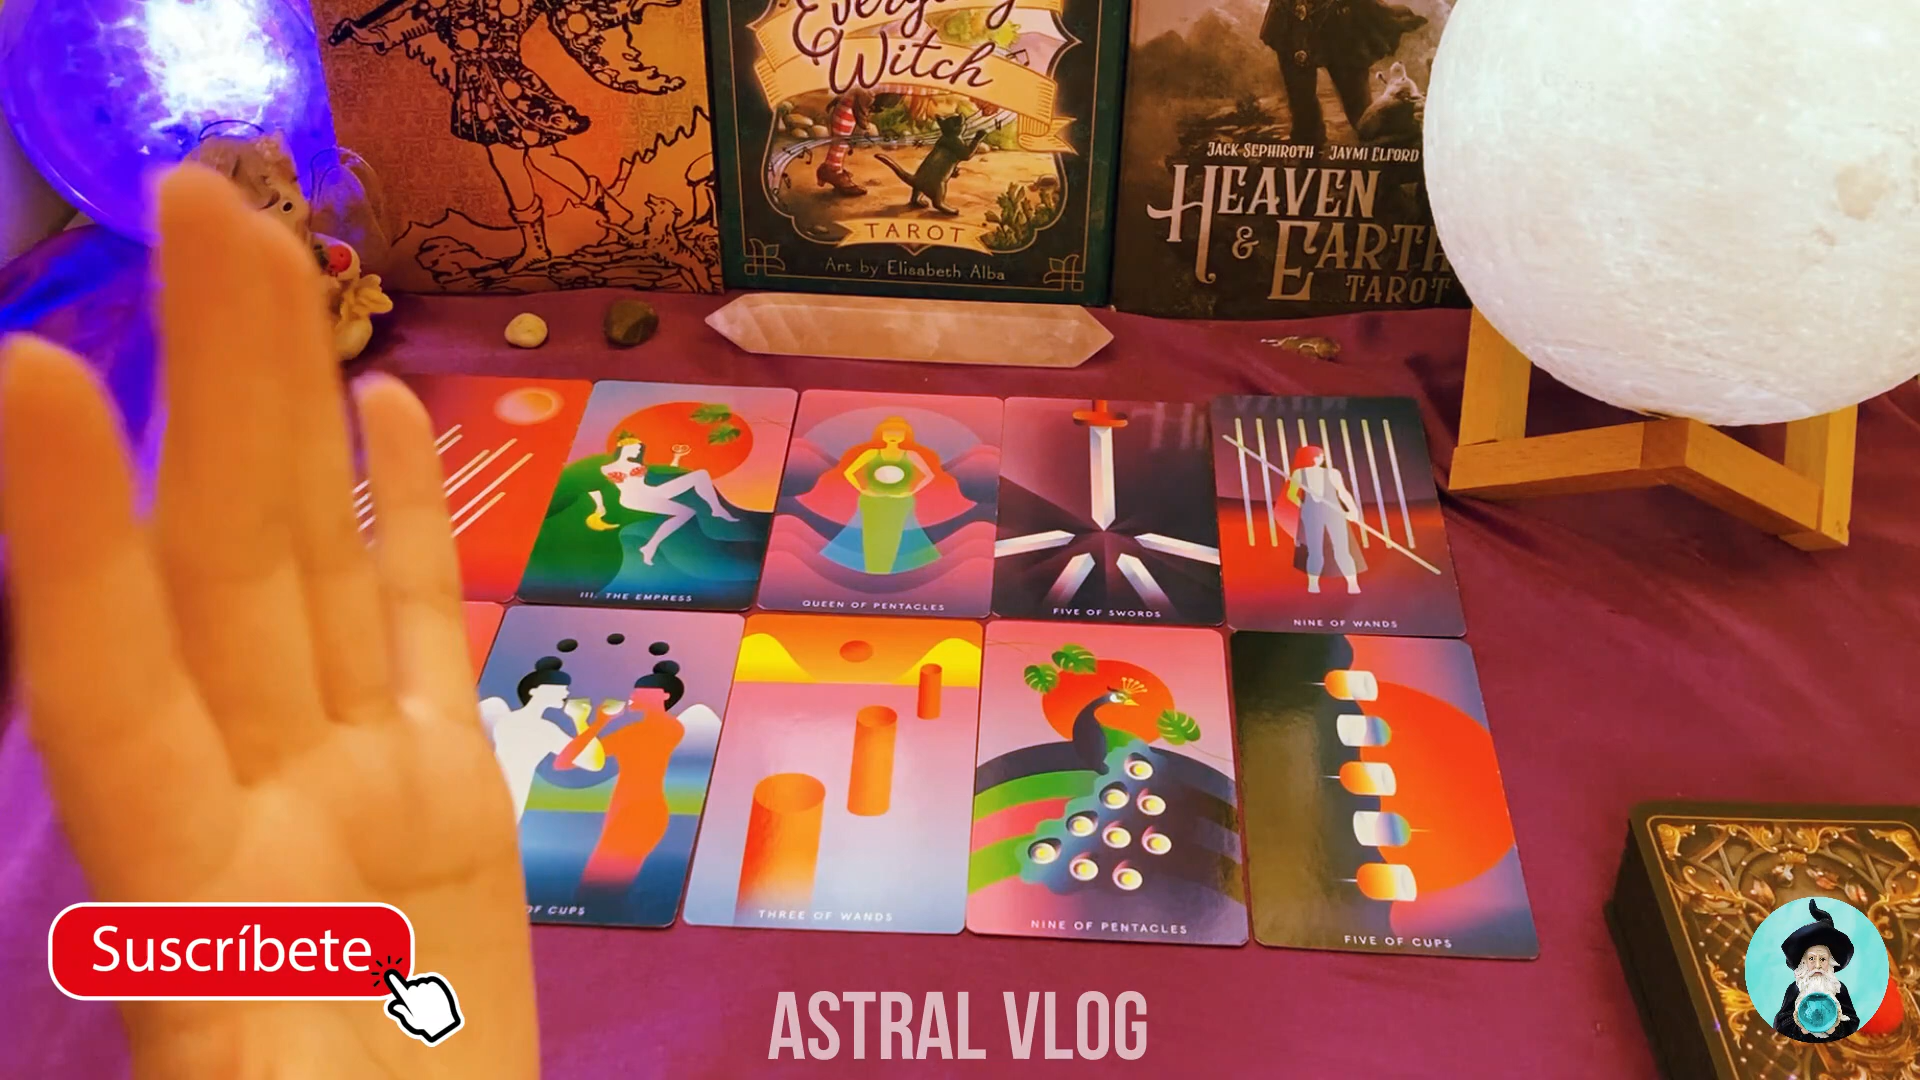 Everyday
Witch
TAROT
Art by Elisabeth Alba
JACK SEPHIROTH - JAYMI ELFORD
HEAVEN
& EARTH
TAROT
III. THE EMPRESS
QUEEN OF PENTACLES
FIVE OF SWORDS
NINE OF WANDS
OF CUPS
THREE OF WANDS
NINE OF PENTACLES
FIVE OF CUPS
Suscríbete
ASTRAL VLOG